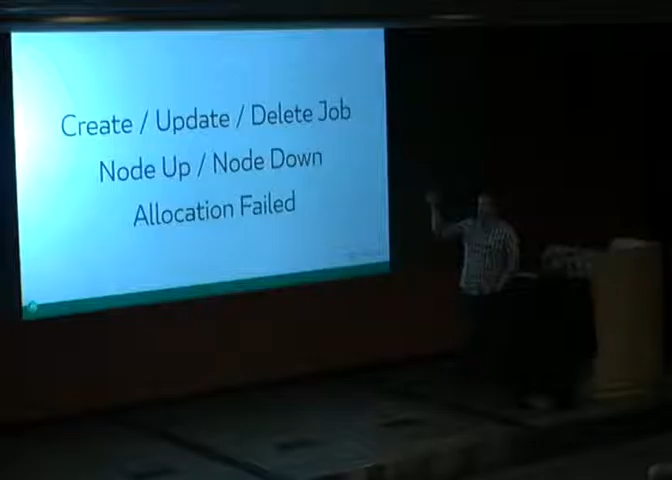 Create / Update / Delete Job
Node Up / Node Down
Allocation Failed